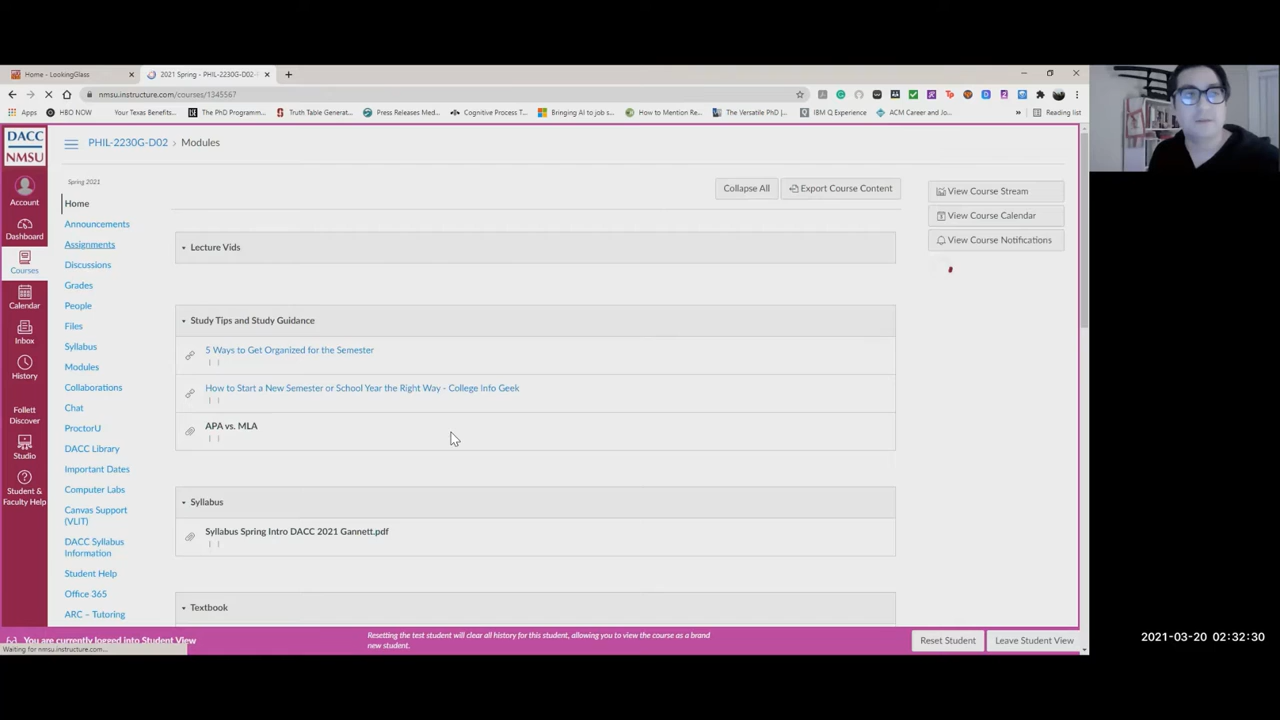 Home - LookingGlass
2021 Spring - PHIL-2230G-D02-
nmsu.instructure.com/courses/1345567
Apps
HBO NOW
Your Texas Benefits...
The PhD Programm...
Truth Table Generat...
Press Releases Med...
Cognitive Process T...
Bringing AI to job s...
How to Mention Re...
The Versatile PhD |...
IBM Q Experience
ACM Career and Jo...
»
Reading list
DACC
NMSU
Account
Dashboard
Courses
Calendar
Inbox
History
Follett
Discover
Studio
Student &
Faculty Help
PHIL-2230G-D02 > Modules
Spring 2021
Home
Announcements
Assignments
Discussions
Grades
People
Files
Syllabus
Modules
Collaborations
Chat
ProctorU
DACC Library
Important Dates
Computer Labs
Canvas Support
(VLIT)
DACC Syllabus
Information
Student Help
Office 365
ARC – Tutoring
Collapse All
Export Course Content
Lecture Vids
Study Tips and Study Guidance
5 Ways to Get Organized for the Semester
How to Start a New Semester or School Year the Right Way - College Info Geek
APA vs. MLA
Syllabus
Syllabus Spring Intro DACC 2021 Gannett.pdf
Textbook
View Course Stream
View Course Calendar
View Course Notifications
You are currently logged into Student View
Resetting the test student will clear all history for this student, allowing you to view the course as a brand
new student.
Reset Student
Leave Student View
Waiting for nmsu.instructure.com...
2021-03-20 02:32:30